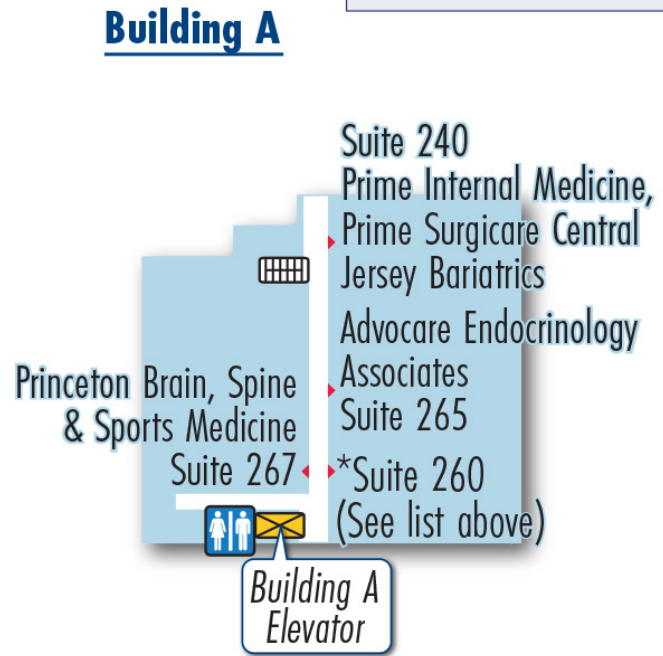 Building A
Suite 240
Prime Internal Medicine,
Prime Surgicare Central
Jersey Bariatrics
Advocare Endocrinology
Associates
Suite 265
Princeton Brain, Spine
& Sports Medicine
Suite 267
*Suite 260
(See list above)
Building A
Elevator